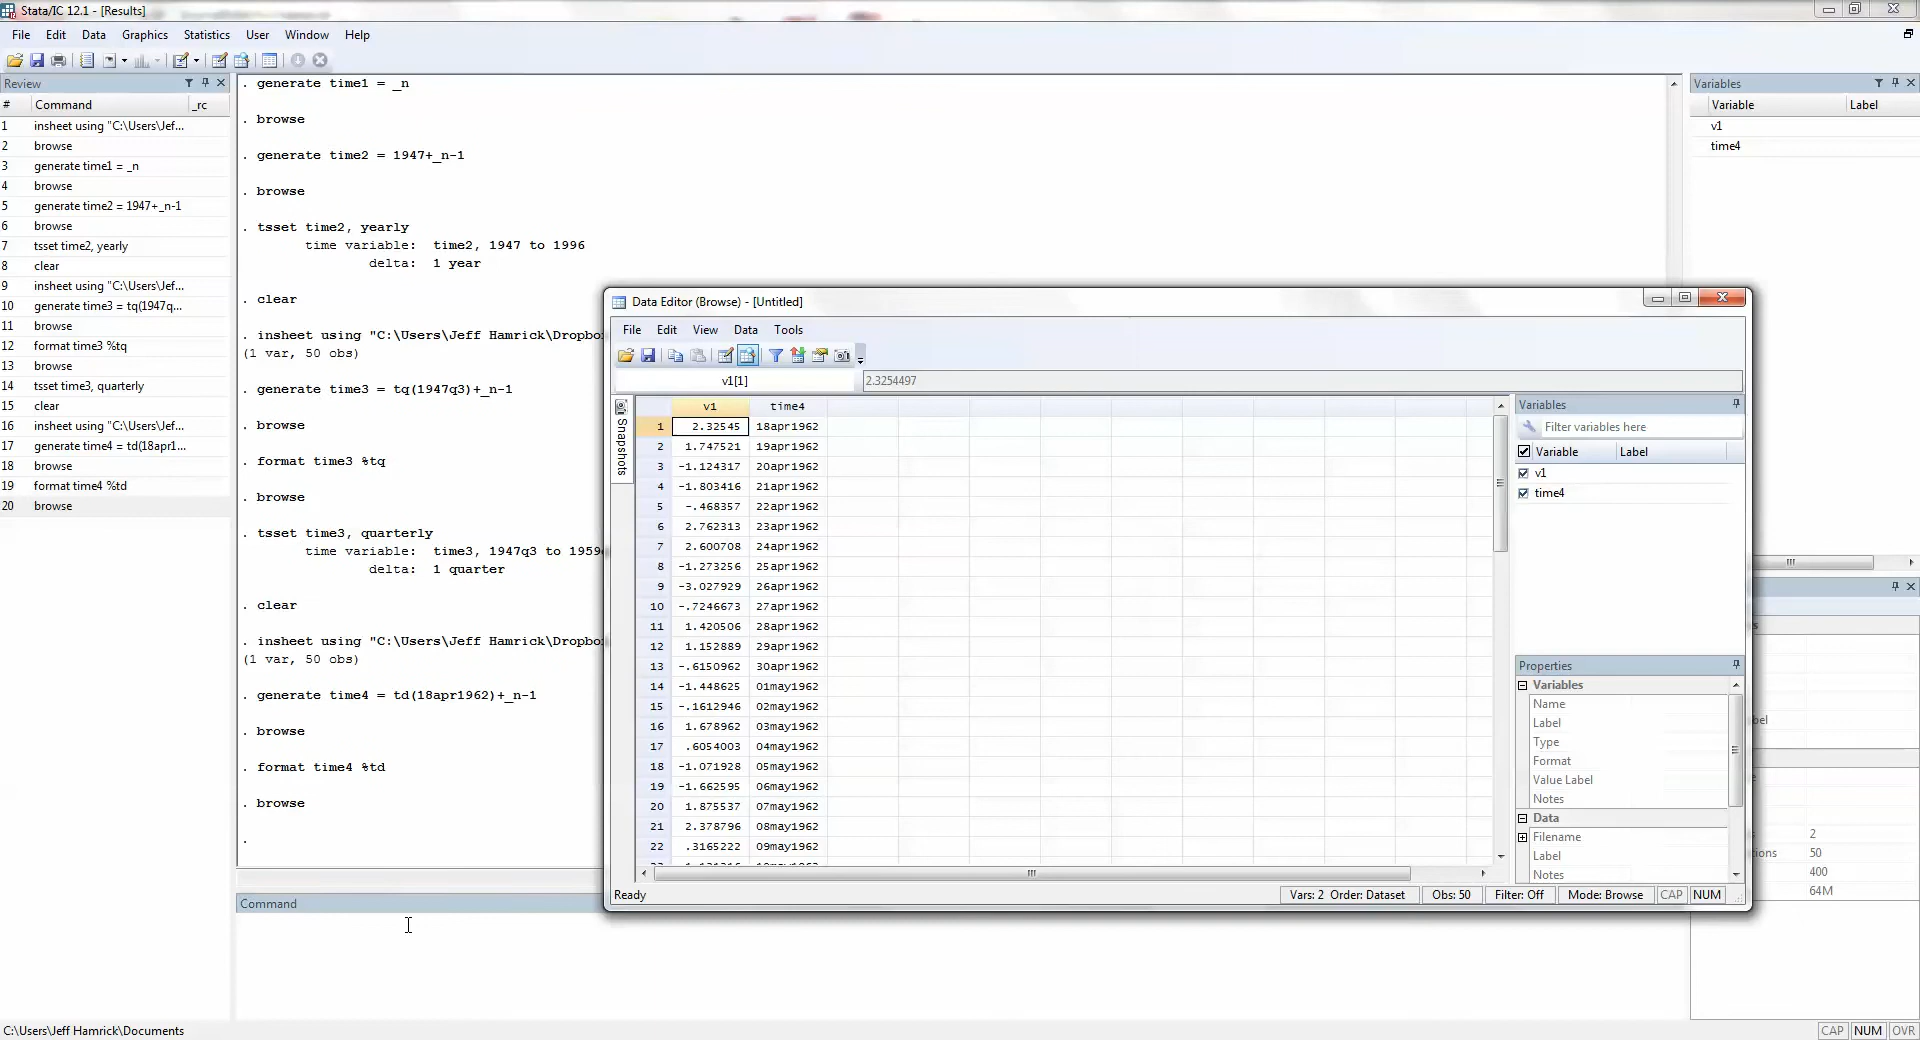 Stata/IC 12.1 - [Results]
File Edit Data Graphics Statistics User Window Help
Review
# Command _rc
1 insheet using "C:\Users\Jef...
2 browse
3 generate time1 = _n
4 browse
5 generate time2 = 1947+_n-1
6 browse
7 tsset time2, yearly
8 clear
9 insheet using "C:\Users\Jef...
10 generate time3 = tq(1947q...
11 browse
12 format time3 %tq
13 browse
14 tsset time3, quarterly
15 clear
16 insheet using "C:\Users\Jef...
17 generate time4 = td(18apr1...
18 browse
19 format time4 %td
20 browse
. generate time1 = _n
. browse
. generate time2 = 1947+_n-1
. browse
. tsset time2, yearly
time variable: time2, 1947 to 1996
delta: 1 year
. clear
. insheet using "C:\Users\Jeff Hamrick\Dropbo
(1 var, 50 obs)
. generate time3 = tq(1947q3)+_n-1
. browse
. format time3 %tq
. browse
. tsset time3, quarterly
time variable: time3, 1947q3 to 1959
delta: 1 quarter
. clear
. insheet using "C:\Users\Jeff Hamrick\Dropbo
(1 var, 50 obs)
. generate time4 = td(18apr1962)+_n-1
. browse
. format time4 %td
. browse
.
Command
Variables
Variable Label
v1
time4
Data Editor (Browse) - [Untitled]
File Edit View Data Tools
v1[1] 2.3254497
Snapshots
v1 time4
1 2.32545 18apr1962
2 1.747521 19apr1962
3 -1.124317 20apr1962
4 -1.803416 21apr1962
5 -.468357 22apr1962
6 2.762313 23apr1962
7 2.600708 24apr1962
8 -1.273256 25apr1962
9 -3.027929 26apr1962
10 -.7246673 27apr1962
11 1.420506 28apr1962
12 1.152889 29apr1962
13 -.6150962 30apr1962
14 -1.448625 01may1962
15 -.1612946 02may1962
16 1.678962 03may1962
17 .6054003 04may1962
18 -1.071928 05may1962
19 -1.662595 06may1962
20 1.875537 07may1962
21 2.378796 08may1962
22 .3165222 09may1962
Variables
Filter variables here
Variable Label
v1
time4
Properties
Variables
Name
Label
Type
Format
Value Label
Notes
Data
Filename
Label
Notes
Ready Vars: 2 Order: Dataset Obs: 50 Filter: Off Mode: Browse CAP NUM
s
bel
2
tions 50
400
64M
C:\Users\Jeff Hamrick\Documents CAP NUM OVR